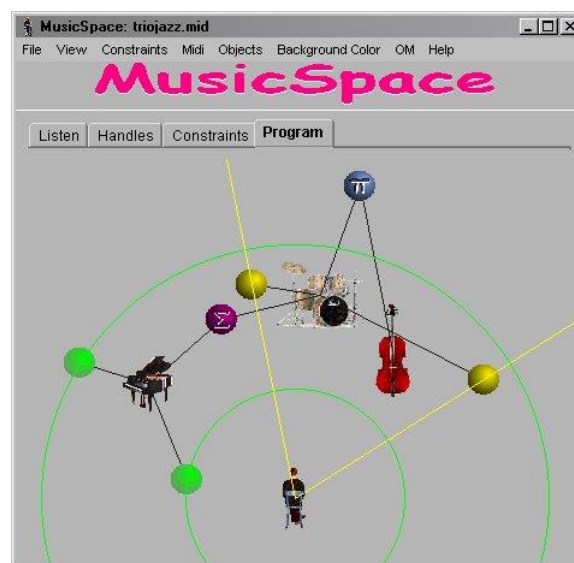 MusicSpace: triojazz.mid
File View Constraints Midi Objects Background Color OM Help
MusicSpace
Listen Handles Constraints Program
π
Σ